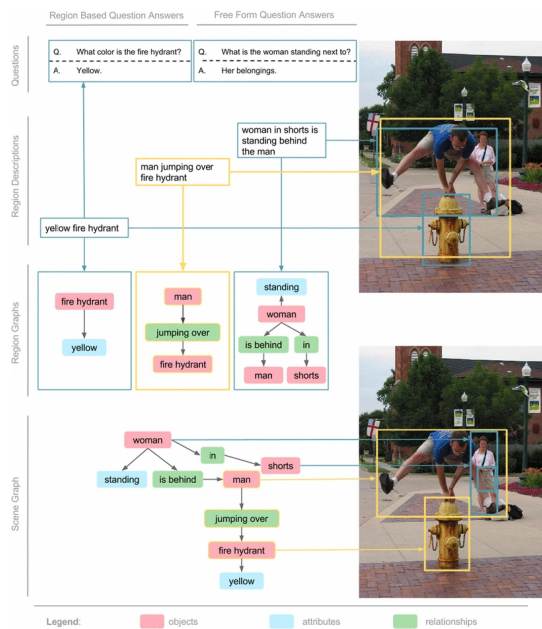 Region Based Question Answers
Free Form Question Answers
Questions
Q. What color is the fire hydrant?
A. Yellow.
Q. What is the woman standing next to?
A. Her belongings.
Region Descriptions
woman in shorts is
standing behind
the man
man jumping over
fire hydrant
yellow fire hydrant
Region Graphs
fire hydrant
yellow
man
jumping over
fire hydrant
standing
woman
is behind
in
man
shorts
Scene Graph
woman
in
shorts
standing
is behind
man
jumping over
fire hydrant
yellow
Legend:
objects
attributes
relationships